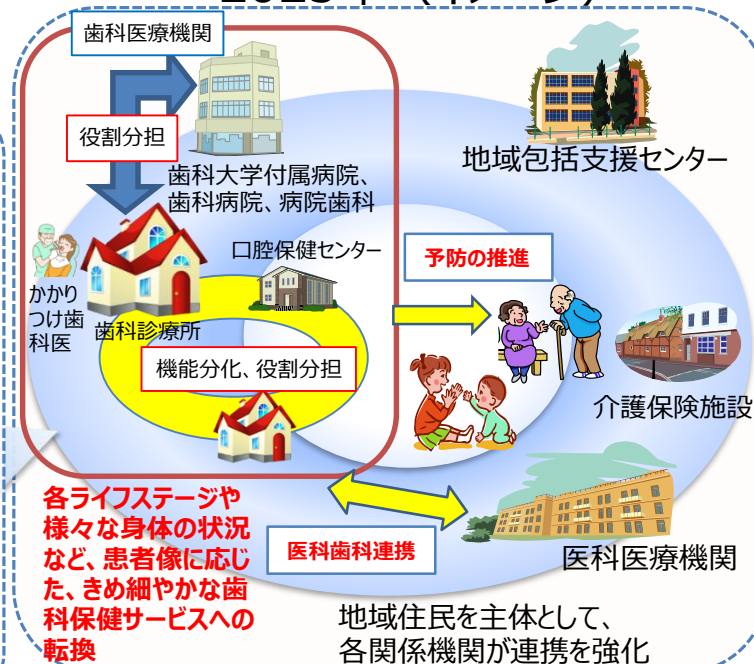 歯科医療機関
役割分担
歯科大学付属病院、
歯科病院、病院歯科
地域包括支援センター
かかり
つけ歯
科医
歯科診療所
口腔保健センター
予防の推進
機能分化、役割分担
介護保険施設
各ライフステージや
様々な身体の状況
など、患者像に応じ
た、きめ細やかな歯
科保健サービスへの
転換
医科歯科連携
医科医療機関
地域住民を主体として、
各関係機関が連携を強化